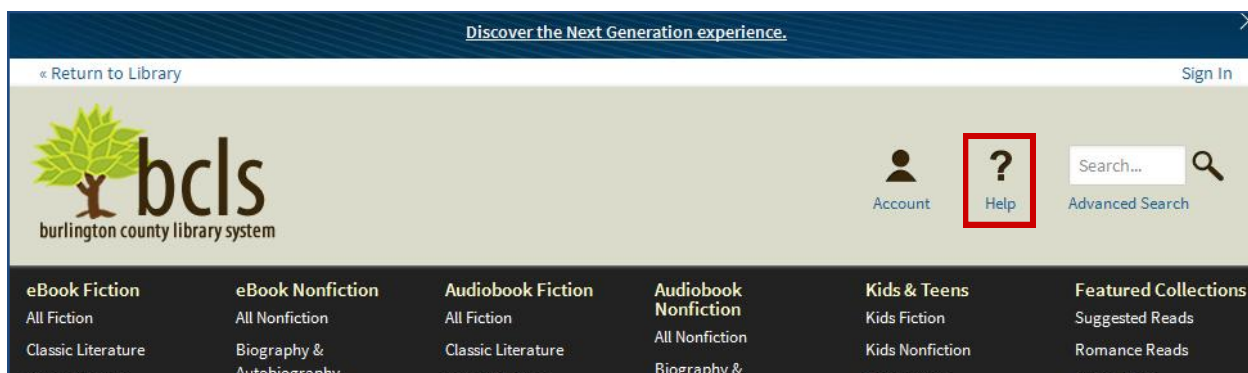 Discover the Next Generation experience.
« Return to Library
Sign In
bcls
burlington county library system
?
Account
Help
Search...
Advanced Search
eBook Fiction
All Fiction
Classic Literature
eBook Nonfiction
All Nonfiction
Biography &
Autobiography
Audiobook Fiction
All Fiction
Classic Literature
Audiobook
Nonfiction
All Nonfiction
Biography &
Kids & Teens
Kids Fiction
Kids Nonfiction
Featured Collections
Suggested Reads
Romance Reads